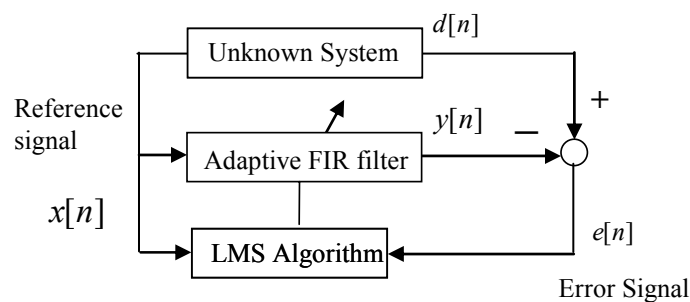 d[n]
Unknown System
+
Reference
signal
y[n]
−
Adaptive FIR filter
x[n]
LMS Algorithm
e[n]
Error Signal